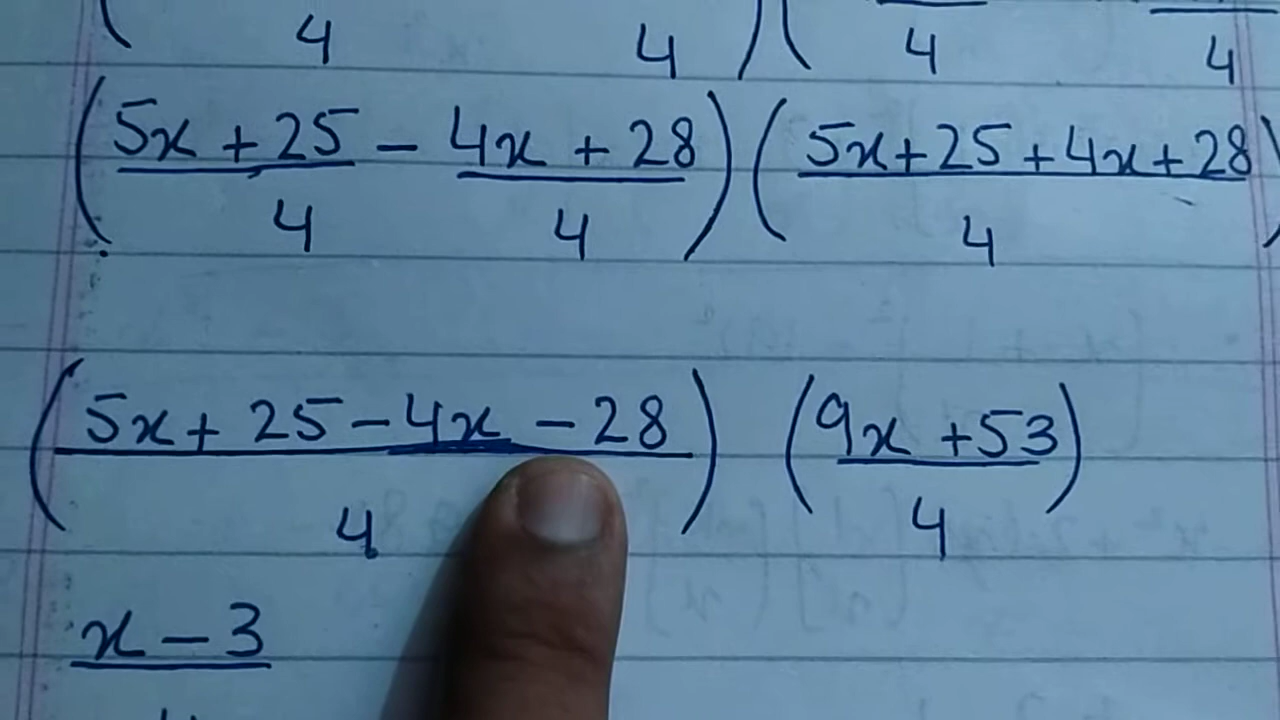 ( 4 4 ) ( 4 4
( 5x + 25 / 4 - 4x + 28 / 4 ) ( 5x + 25 + 4x + 28 / 4 )
( 5x + 25 - 4x - 28 / 4 ) ( 9x + 53 / 4 )
x - 3